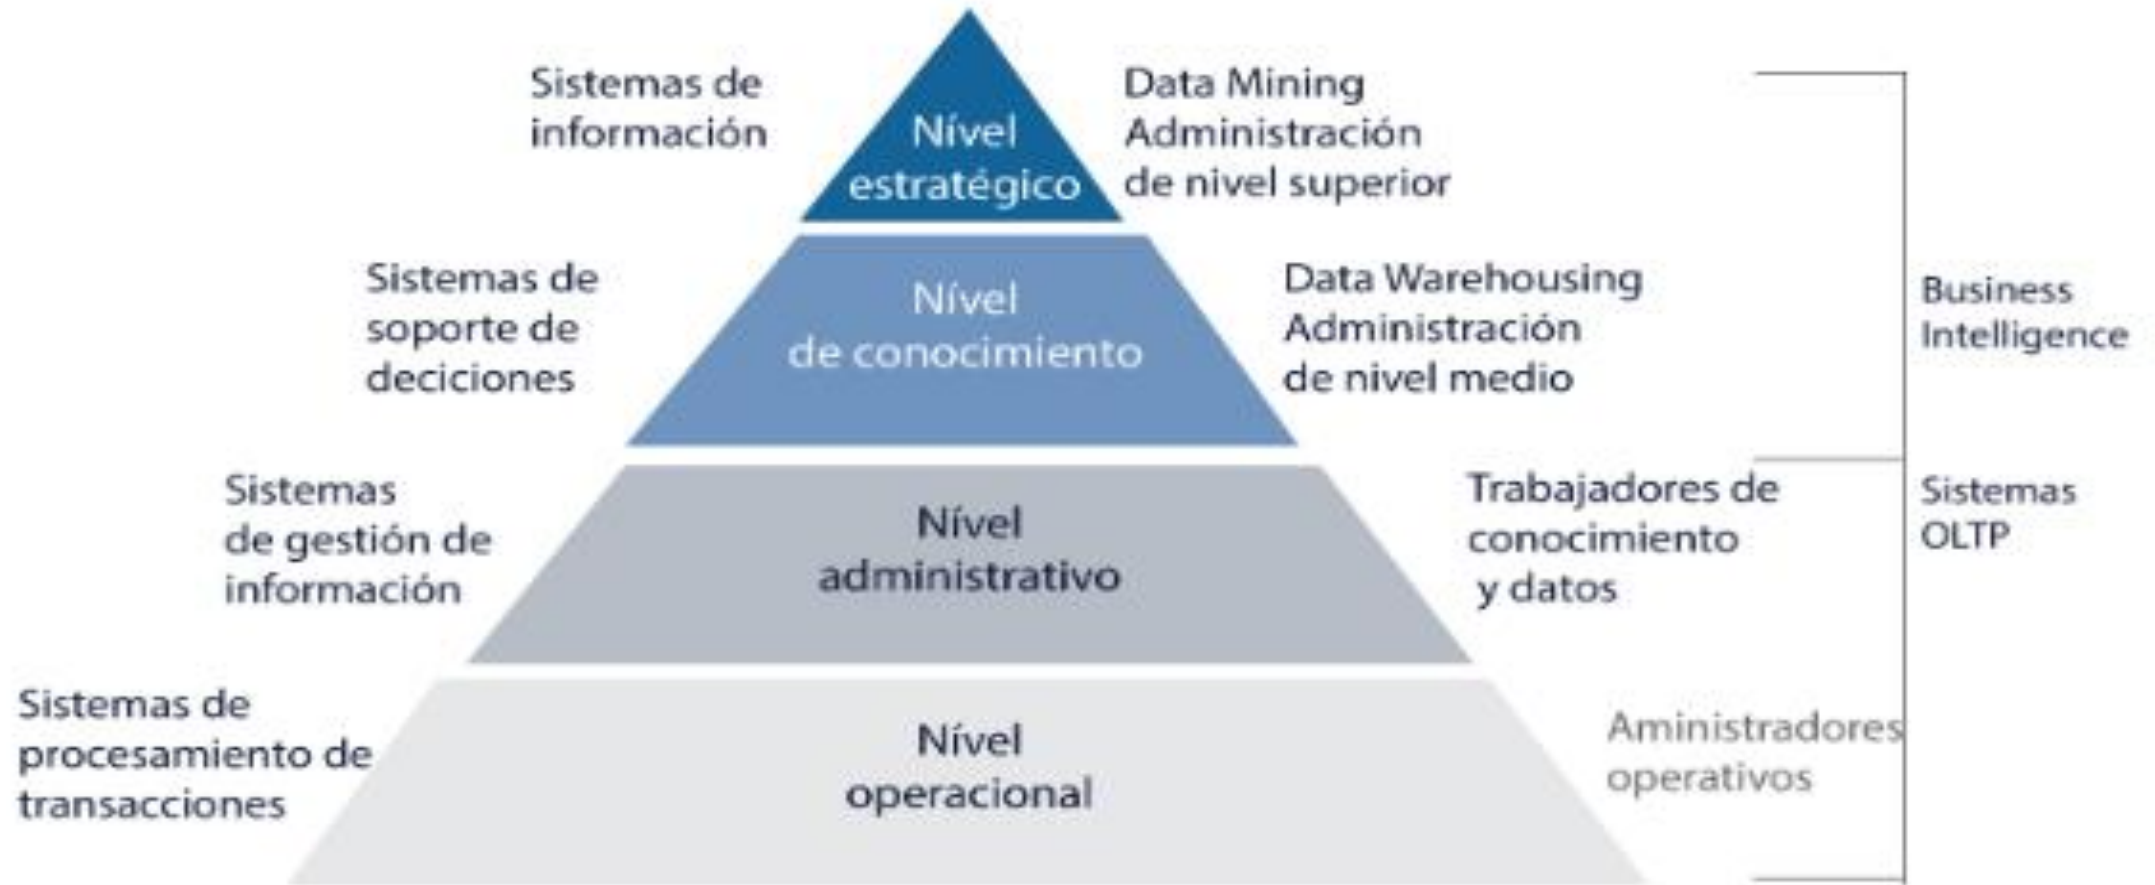 Sistemas de
información
Nível
estratégico
Data Mining
Administración
de nivel superior
Sistemas de
soporte de
deciciones
Nível
de conocimiento
Data Warehousing
Administración
de nivel medio
Business
Intelligence
Sistemas
de gestión de
información
Nível
administrativo
Trabajadores de
conocimiento
y datos
Sistemas
OLTP
Sistemas de
procesamiento de
transacciones
Nível
operacional
Aministradores
operativos